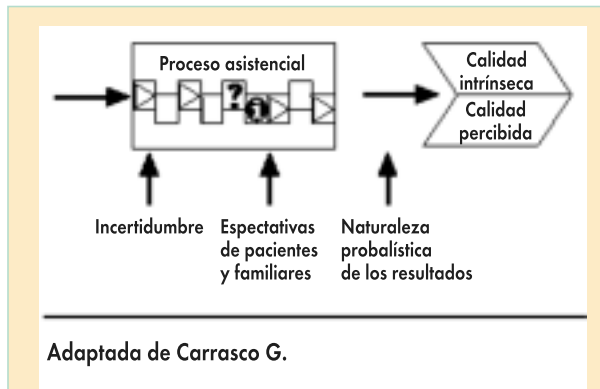 Proceso asistencial
?
i
Calidad
intrínseca
Calidad
percibida
Incertidumbre
Espectativas
de pacientes
y familiares
Naturaleza
probalística
de los resultados
Adaptada de Carrasco G.